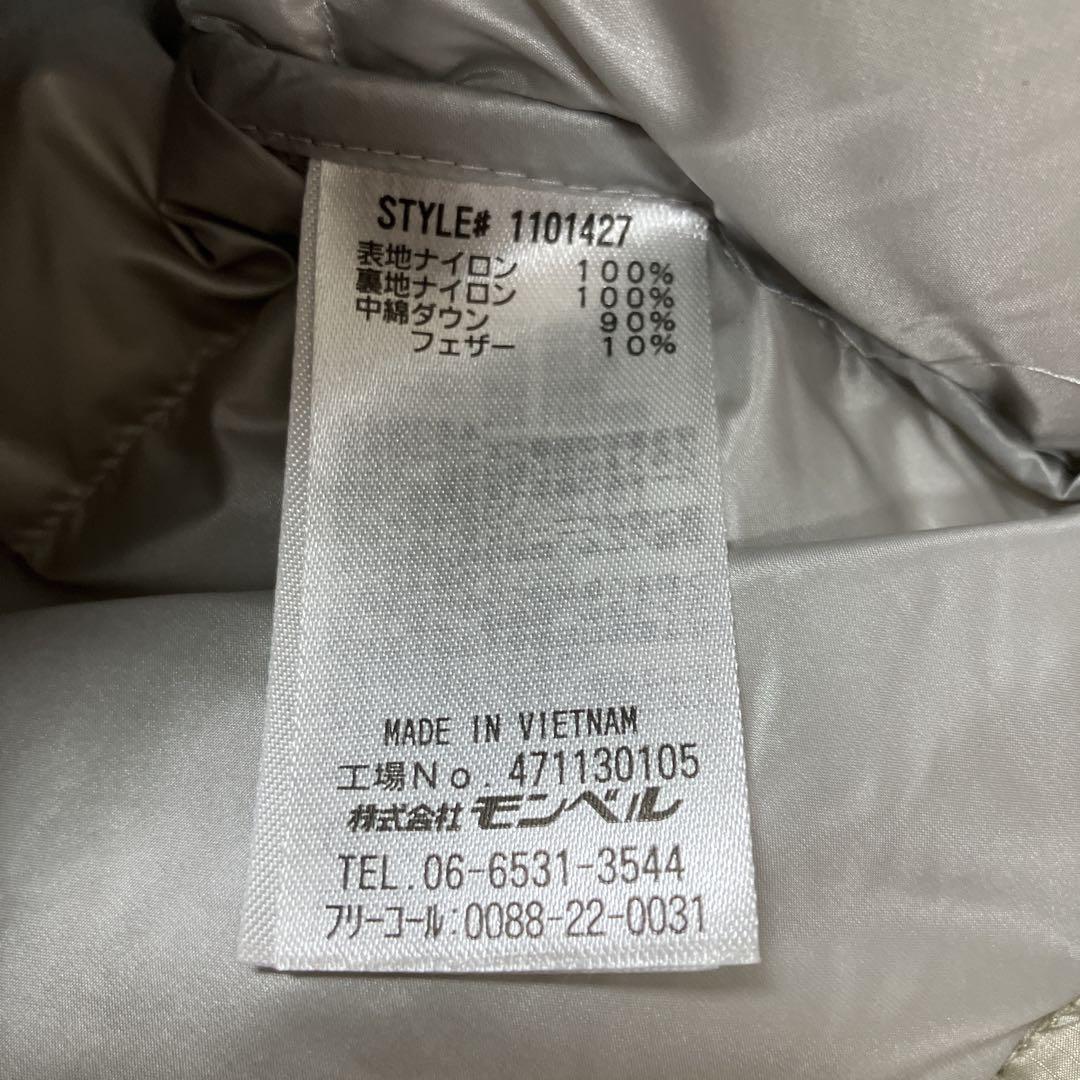 STYLE# 1101427
表地ナイロン 100%
裏地ナイロン 100%
中綿ダウン 90%
フェザー 10%
MADE IN VIETNAM
工場No. 471130105
株式会社 モンベル
TEL. 06-6531-3544
フリーコール:0088-22-0031